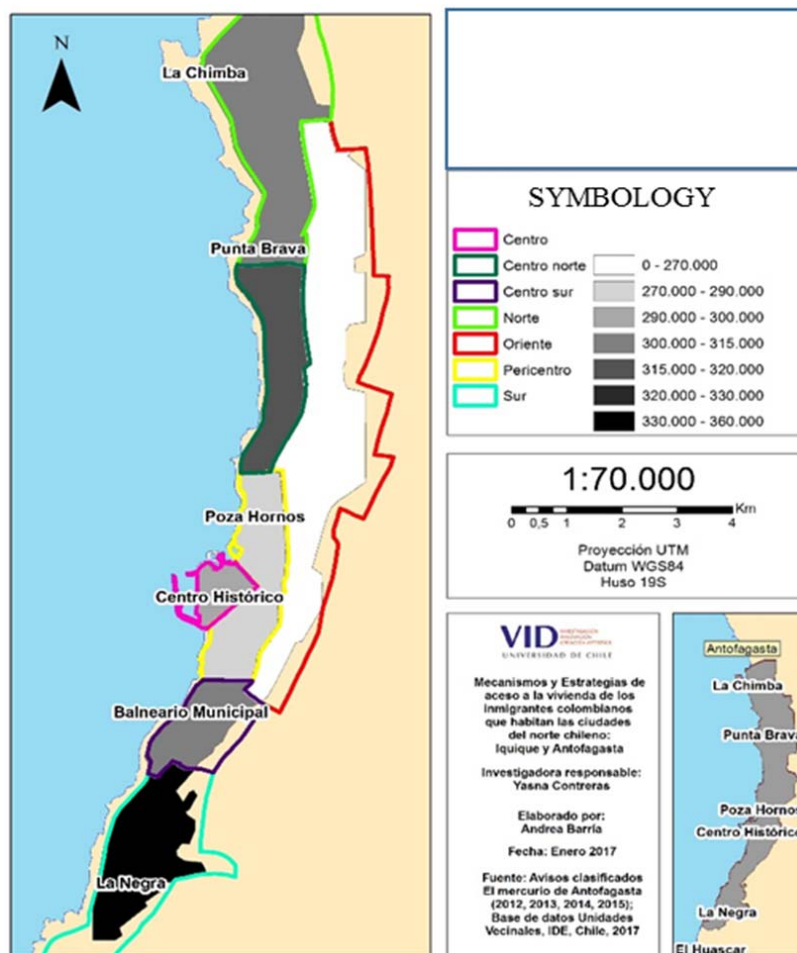 N
La Chimba
Punta Brava
Poza Hornos
Centro Histórico
Balneario Municipal
La Negra
SYMBOLOGY
Centro
Centro norte
Centro sur
Norte
Oriente
Pericentro
Sur
0 - 270.000
270.000 - 290.000
290.000 - 300.000
300.000 - 315.000
315.000 - 320.000
320.000 - 330.000
330.000 - 360.000
1:70.000
0 0,5 1 2 3 4 Km
Proyección UTM
Datum WGS84
Huso 19S
VID
UNIVERSIDAD DE CHILE
Mecanismos y Estrategias de
aceso a la vivienda de los
inmigrantes colombianos
que habitan las ciudades
del norte chileno:
Iquique y Antofagasta
Investigadora responsable:
Yasna Contreras
Elaborado por:
Andrea Barría
Fecha: Enero 2017
Fuente: Avisos clasificados
El mercurio de Antofagasta
(2012, 2013, 2014, 2015);
Base de datos Unidades
Vecinales, IDE, Chile, 2017
Antofagasta
La Chimba
Punta Brava
Poza Hornos
Centro Histórico
La Negra
El Huascar